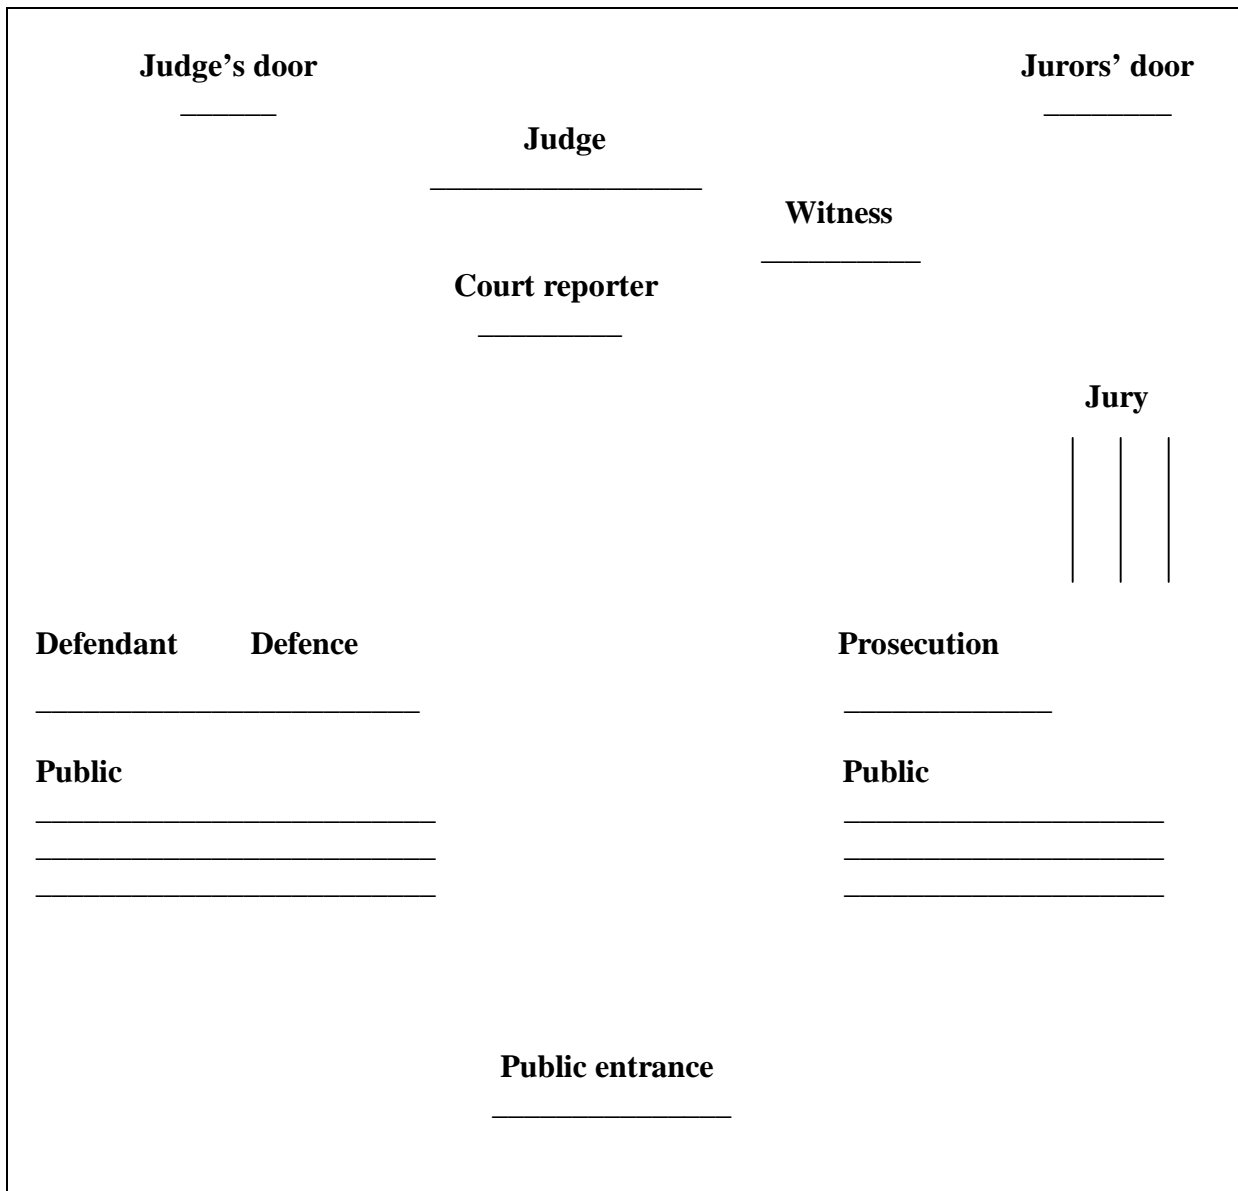 Judge’s door Jurors’ door
Judge
Witness
Court reporter
Jury
Defendant Defence Prosecution
Public Public
Public entrance